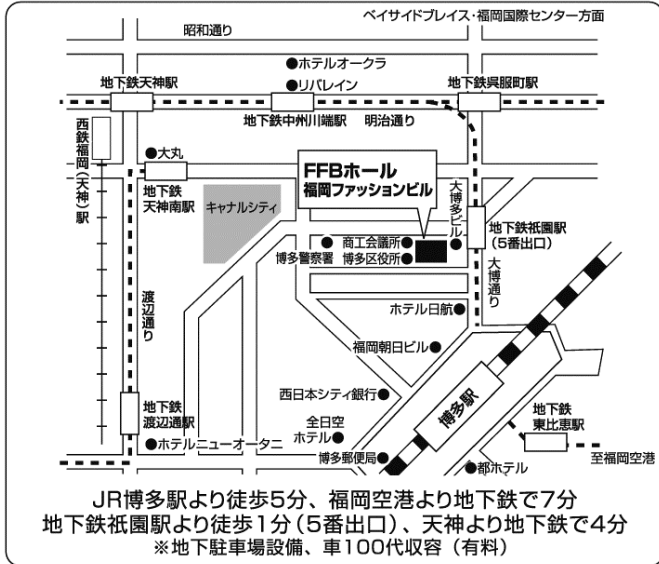 ベイサイドプレイス・福岡国際センター方面
昭和通り
●ホテルオークラ
●リバレイン
地下鉄天神駅
地下鉄呉服町駅
地下鉄中州川端駅
明治通り
西鉄福岡(天神)駅
●大丸
地下鉄
天神南駅
キャナルシティ
FFBホール
福岡ファッションビル
大博多ビル
地下鉄祇園駅
(5番出口)
商工会議所
博多警察署
博多区役所
大博通り
渡辺通り
ホテル日航
福岡朝日ビル
西日本シティ銀行
博多駅
地下鉄
渡辺通駅
全日空
ホテル
地下鉄
東比恵駅
●ホテルニューオータニ
博多郵便局
●都ホテル
至福岡空港
JR博多駅より徒歩5分、福岡空港より地下鉄で7分
地下鉄祇園駅より徒歩1分(5番出口)、天神より地下鉄で4分
※地下駐車場設備、車100代収容(有料)